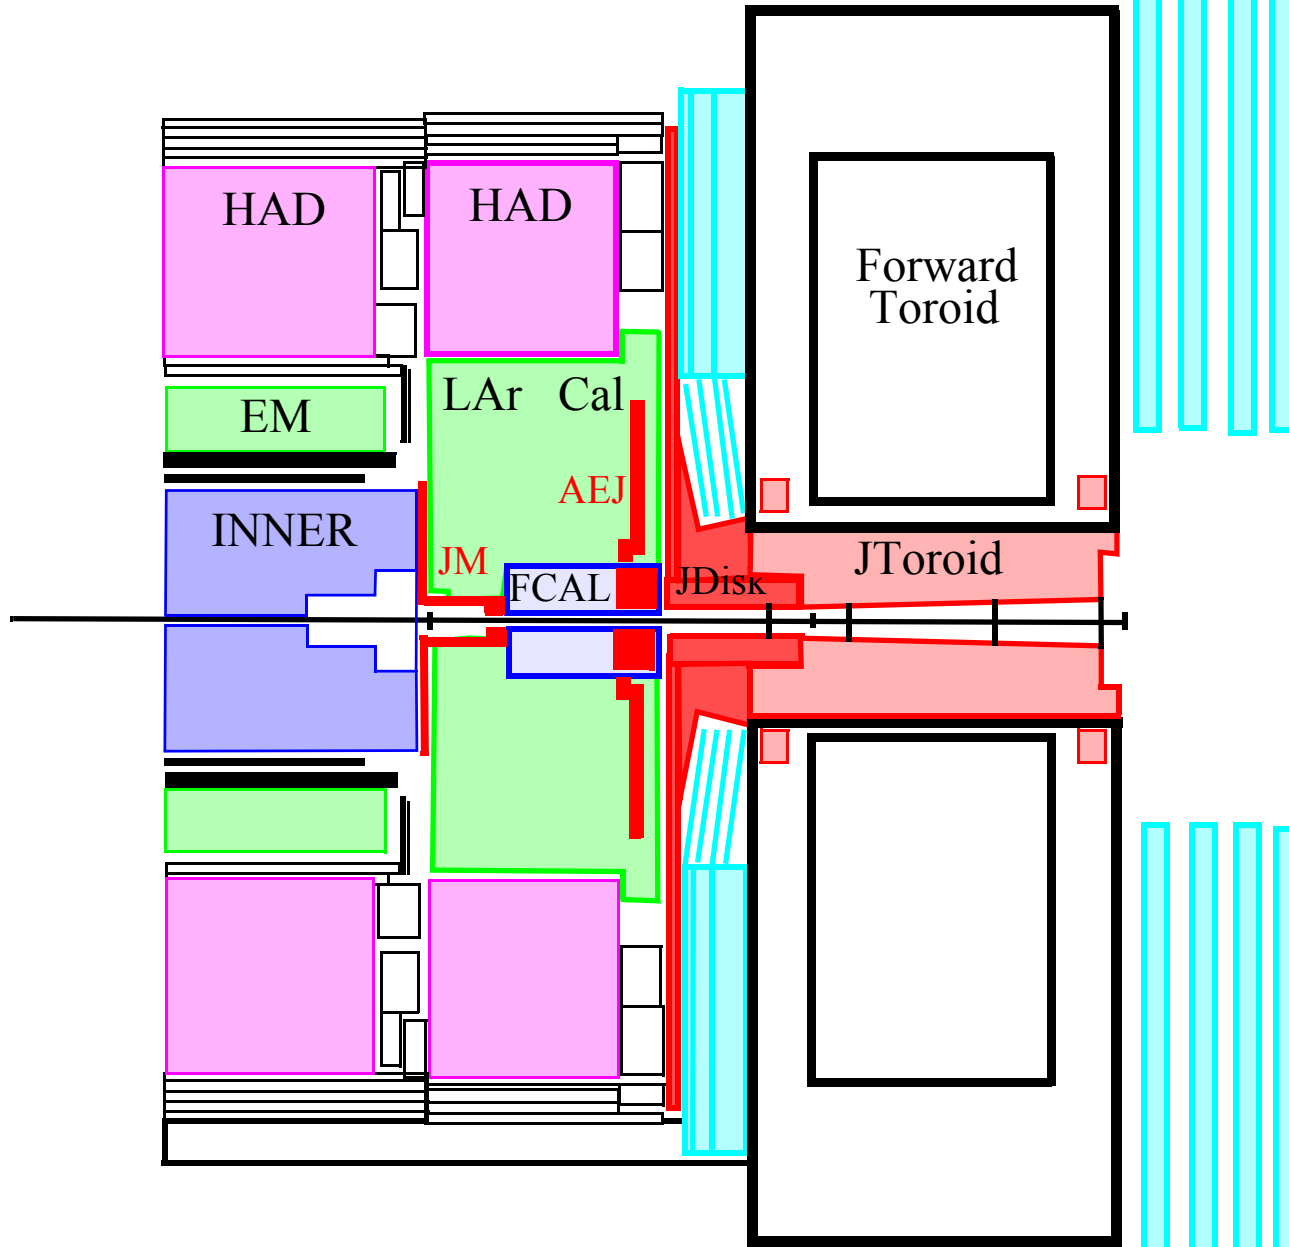 HAD
HAD
Forward
Toroid
LAr Cal
EM
AEJ
INNER
JM
JToroid
FCAL
JDisk